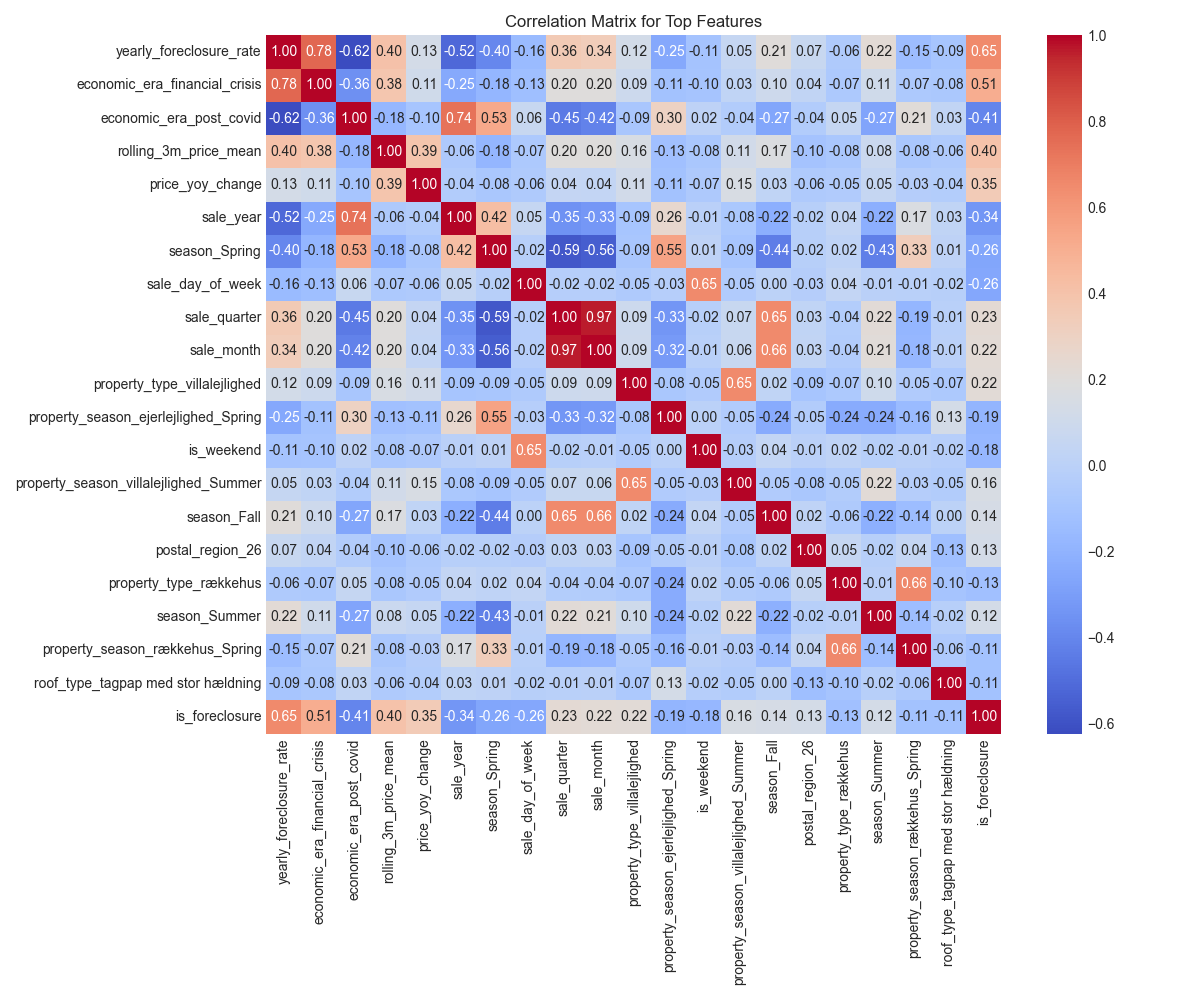 Correlation Matrix for Top Features
yearly_foreclosure_rate 1.00 0.78 -0.62 0.40 0.13 -0.52 -0.40 -0.16 0.36 0.34 0.12 -0.25 -0.11 0.05 0.21 0.07 -0.06 0.22 -0.15 -0.09 0.65
economic_era_financial_crisis 0.78 1.00 -0.36 0.38 0.11 -0.25 -0.18 -0.13 0.20 0.20 0.09 -0.11 -0.10 0.03 0.10 0.04 -0.07 0.11 -0.07 -0.08 0.51
economic_era_post_covid -0.62 -0.36 1.00 -0.18 -0.10 0.74 0.53 0.06 -0.45 -0.42 -0.09 0.30 0.02 -0.04 -0.27 -0.04 0.05 -0.27 0.21 0.03 -0.41
rolling_3m_price_mean 0.40 0.38 -0.18 1.00 0.39 -0.06 -0.18 -0.07 0.20 0.20 0.16 -0.13 -0.08 0.11 0.17 -0.10 -0.08 0.08 -0.08 -0.06 0.40
price_yoy_change 0.13 0.11 -0.10 0.39 1.00 -0.04 -0.08 -0.06 0.04 0.04 0.11 -0.11 -0.07 0.15 0.03 -0.06 -0.05 0.05 -0.03 -0.04 0.35
sale_year -0.52 -0.25 0.74 -0.06 -0.04 1.00 0.42 0.05 -0.35 -0.33 -0.09 0.26 -0.01 -0.08 -0.22 -0.02 0.04 -0.22 0.17 0.03 -0.34
season_Spring -0.40 -0.18 0.53 -0.18 -0.08 0.42 1.00 -0.02 -0.59 -0.56 -0.09 0.55 0.01 -0.09 -0.44 -0.02 0.02 -0.43 0.33 0.01 -0.26
sale_day_of_week -0.16 -0.13 0.06 -0.07 -0.06 0.05 -0.02 1.00 -0.02 -0.02 -0.05 -0.03 0.65 -0.05 0.00 -0.03 0.04 -0.01 -0.01 -0.02 -0.26
sale_quarter 0.36 0.20 -0.45 0.20 0.04 -0.35 -0.59 -0.02 1.00 0.97 0.09 -0.33 -0.02 0.07 0.65 0.03 -0.04 0.22 -0.19 -0.01 0.23
sale_month 0.34 0.20 -0.42 0.20 0.04 -0.33 -0.56 -0.02 0.97 1.00 0.09 -0.32 -0.01 0.06 0.66 0.03 -0.04 0.21 -0.18 -0.01 0.22
property_type_villalejlighed 0.12 0.09 -0.09 0.16 0.11 -0.09 -0.09 -0.05 0.09 0.09 1.00 -0.08 -0.05 0.65 0.02 -0.09 -0.07 0.10 -0.05 -0.07 0.22
property_season_ejerlejlighed_Spring -0.25 -0.11 0.30 -0.13 -0.11 0.26 0.55 -0.03 -0.33 -0.32 -0.08 1.00 0.00 -0.05 -0.24 -0.05 -0.24 -0.24 -0.16 0.13 -0.19
is_weekend -0.11 -0.10 0.02 -0.08 -0.07 -0.01 0.01 0.65 -0.02 -0.01 -0.05 0.00 1.00 -0.03 0.04 -0.01 0.02 -0.02 -0.01 -0.02 -0.18
property_season_villalejlighed_Summer 0.05 0.03 -0.04 0.11 0.15 -0.08 -0.09 -0.05 0.07 0.06 0.65 -0.05 -0.03 1.00 -0.05 -0.08 -0.05 0.22 -0.03 -0.05 0.16
season_Fall 0.21 0.10 -0.27 0.17 0.03 -0.22 -0.44 0.00 0.65 0.66 0.02 -0.24 0.04 -0.05 1.00 0.02 -0.06 -0.22 -0.14 0.00 0.14
postal_region_26 0.07 0.04 -0.04 -0.10 -0.06 -0.02 -0.02 -0.03 0.03 0.03 -0.09 -0.05 -0.01 -0.08 0.02 1.00 0.05 -0.02 0.04 -0.13 0.13
property_type_rækkehus -0.06 -0.07 0.05 -0.08 -0.05 0.04 0.02 0.04 -0.04 -0.04 -0.07 -0.24 0.02 -0.05 -0.06 0.05 1.00 -0.01 0.66 -0.10 -0.13
season_Summer 0.22 0.11 -0.27 0.08 0.05 -0.22 -0.43 -0.01 0.22 0.21 0.10 -0.24 -0.02 0.22 -0.22 -0.02 -0.01 1.00 -0.14 -0.02 0.12
property_season_rækkehus_Spring -0.15 -0.07 0.21 -0.08 -0.03 0.17 0.33 -0.01 -0.19 -0.18 -0.05 -0.16 -0.01 -0.03 -0.14 0.04 0.66 -0.14 1.00 -0.06 -0.11
roof_type_tagpap med stor hældning -0.09 -0.08 0.03 -0.06 -0.04 0.03 0.01 -0.02 -0.01 -0.01 -0.07 0.13 -0.02 -0.05 0.00 -0.13 -0.10 -0.02 -0.06 1.00 -0.11
is_foreclosure 0.65 0.51 -0.41 0.40 0.35 -0.34 -0.26 -0.26 0.23 0.22 0.22 -0.19 -0.18 0.16 0.14 0.13 -0.13 0.12 -0.11 -0.11 1.00
yearly_foreclosure_rate
economic_era_financial_crisis
economic_era_post_covid
rolling_3m_price_mean
price_yoy_change
sale_year
season_Spring
sale_day_of_week
sale_quarter
sale_month
property_type_villalejlighed
property_season_ejerlejlighed_Spring
is_weekend
property_season_villalejlighed_Summer
season_Fall
postal_region_26
property_type_rækkehus
season_Summer
property_season_rækkehus_Spring
roof_type_tagpap med stor hældning
is_foreclosure
1.0
0.8
0.6
0.4
0.2
0.0
−0.2
−0.4
−0.6